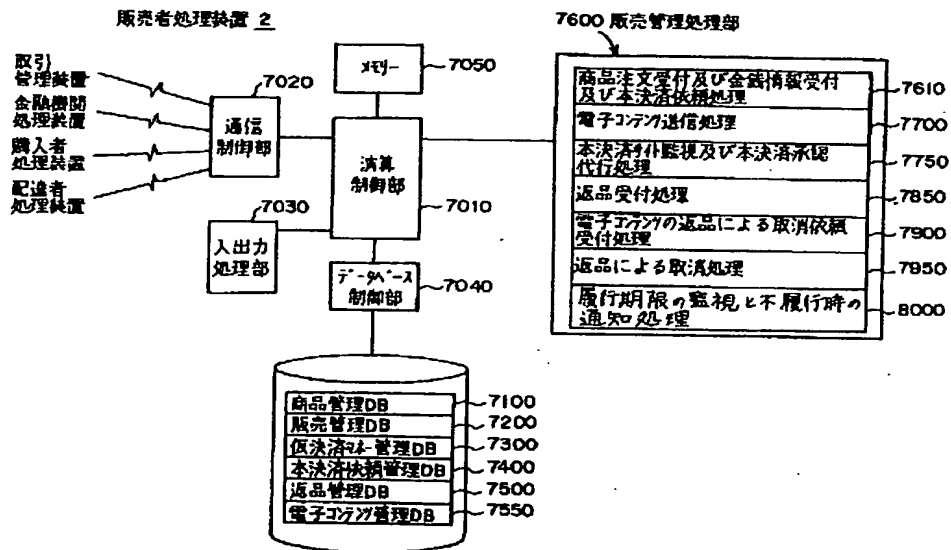 販売者処理装置 2
取引
管理装置
金融機関
処理装置
購入者
処理装置
配達者
処理装置
7020
通信
制御部
メモリー
7050
演算
制御部
7010
7030
入出力
処理部
データベース
制御部
7040
商品管理DB
7100
販売管理DB
7200
仮決済マネー管理DB
7300
本決済依頼管理DB
7400
返品管理DB
7500
電子コンテンツ管理DB
7550
7600 販売管理処理部
商品注文受付及び金銭情報受付
及び本決済依頼処理
7610
電子コンテンツ送信処理
7700
本決済サイト監視及び本決済承認
代行処理
7750
返品受付処理
7850
電子コンテンツの返品による取消依頼
受付処理
7900
返品による取消処理
7950
履行期限の監視と不履行時の
通知処理
8000